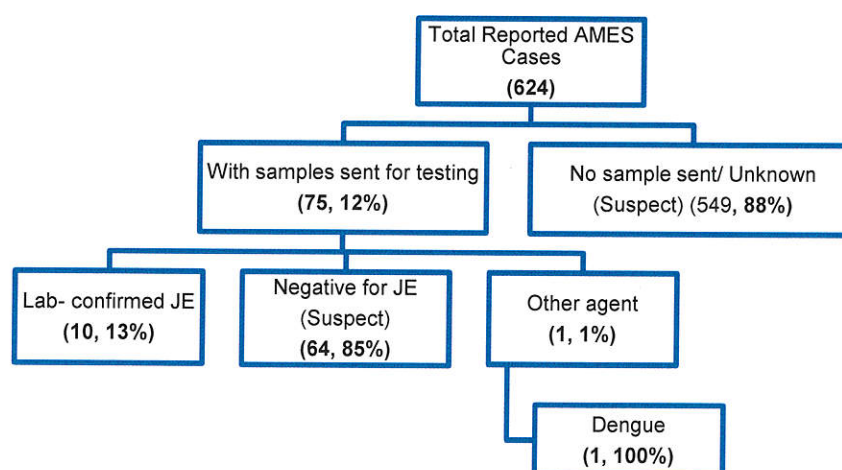 Total Reported AMES
Cases
(624)
With samples sent for testing
(75, 12%)
No sample sent/ Unknown
(Suspect) (549, 88%)
Lab- confirmed JE
(10, 13%)
Negative for JE
(Suspect)
(64, 85%)
Other agent
(1, 1%)
Dengue
(1, 100%)